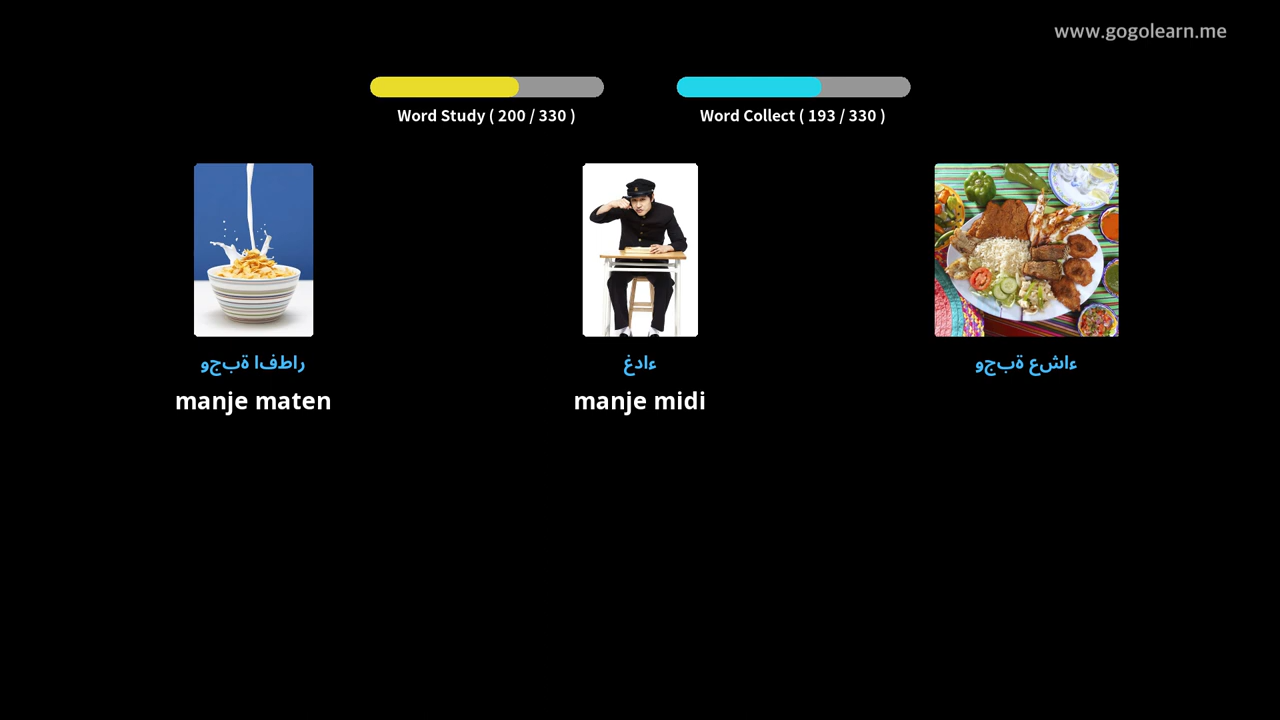 www.gogolearn.me
Word Study ( 200 / 330 )
Word Collect ( 193 / 330 )
راطفا ةبجو
manje maten
ءادغ
manje midi
ءاشع ةبجو